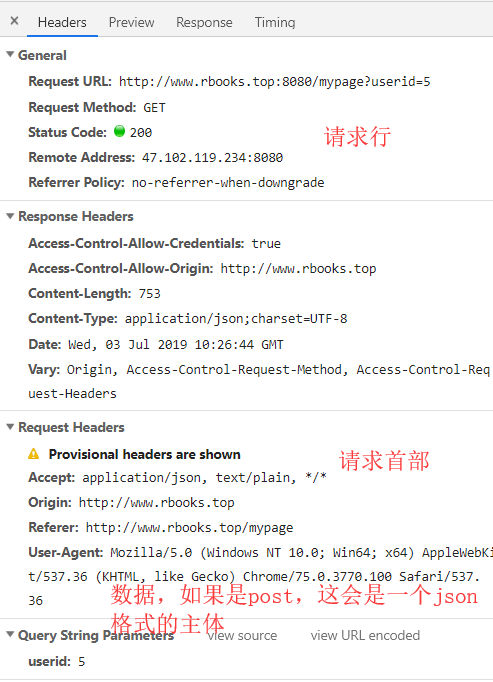 × Headers Preview Response Timing
General
Request URL: http://www.rbooks.top:8080/mypage?userid=5
Request Method: GET
Status Code: 200
请求行
Remote Address: 47.102.119.234:8080
Referrer Policy: no-referrer-when-downgrade
Response Headers
Access-Control-Allow-Credentials: true
Access-Control-Allow-Origin: http://www.rbooks.top
Content-Length: 753
Content-Type: application/json;charset=UTF-8
Date: Wed, 03 Jul 2019 10:26:44 GMT
Vary: Origin, Access-Control-Request-Method, Access-Control-Req
uest-Headers
Request Headers
Provisional headers are shown
请求首部
Accept: application/json, text/plain, */*
Origin: http://www.rbooks.top
Referer: http://www.rbooks.top/mypage
User-Agent: Mozilla/5.0 (Windows NT 10.0; Win64; x64) AppleWebKi
t/537.36 (KHTML, like Gecko) Chrome/75.0.3770.100 Safari/537.
36
数据，如果是post，这会是一个json
格式的主体
Query String Parameters view source view URL encoded
userid: 5